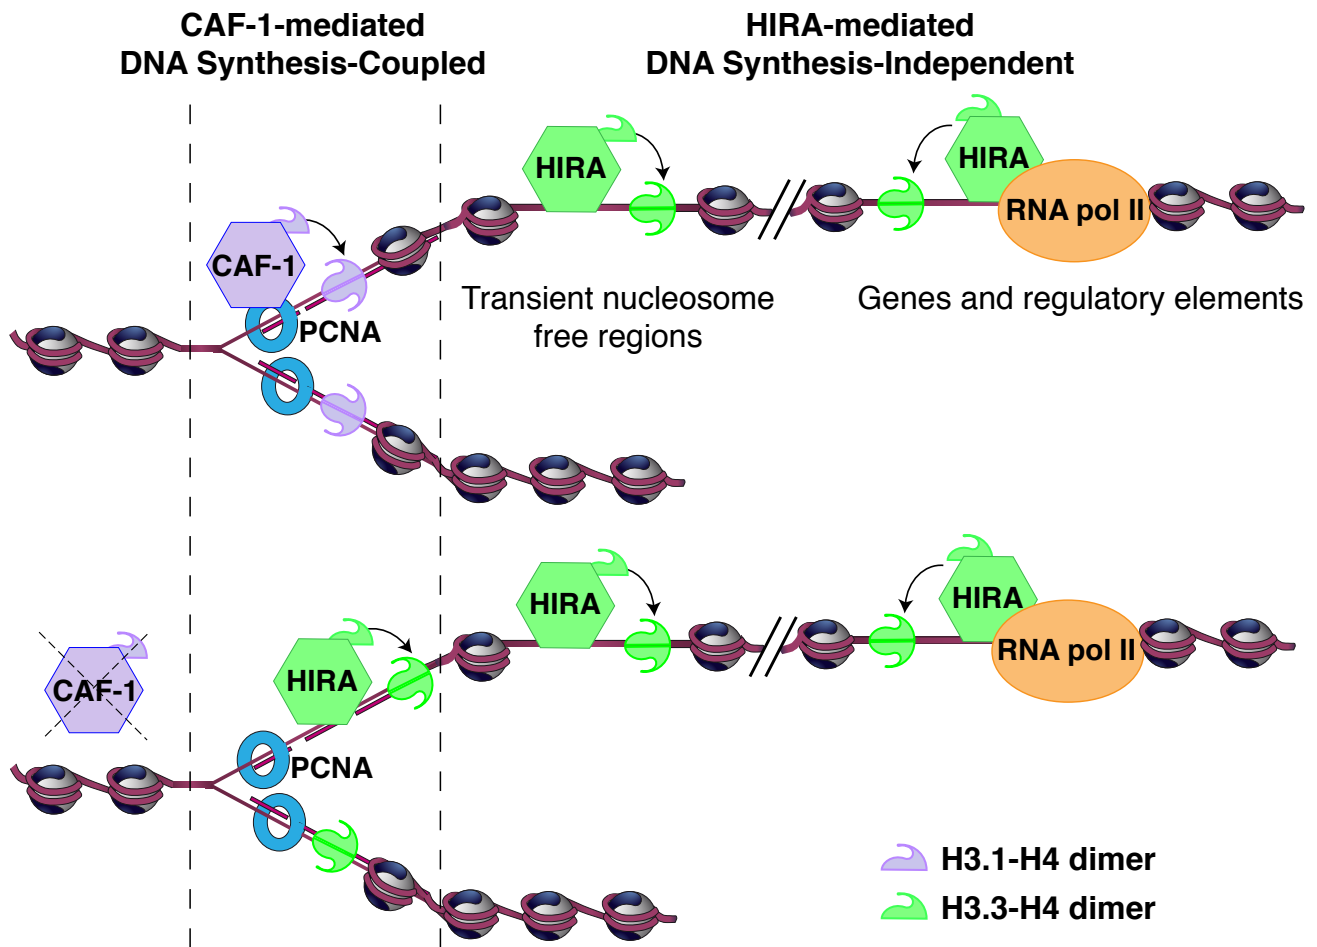 CAF-1-mediated
DNA Synthesis-Coupled
HIRA-mediated
DNA Synthesis-Independent
HIRA
HIRA
RNA pol II
CAF-1
PCNA
Transient nucleosome
free regions
Genes and regulatory elements
HIRA
HIRA
RNA pol II
CAF-1
HIRA
PCNA
H3.1-H4 dimer
H3.3-H4 dimer